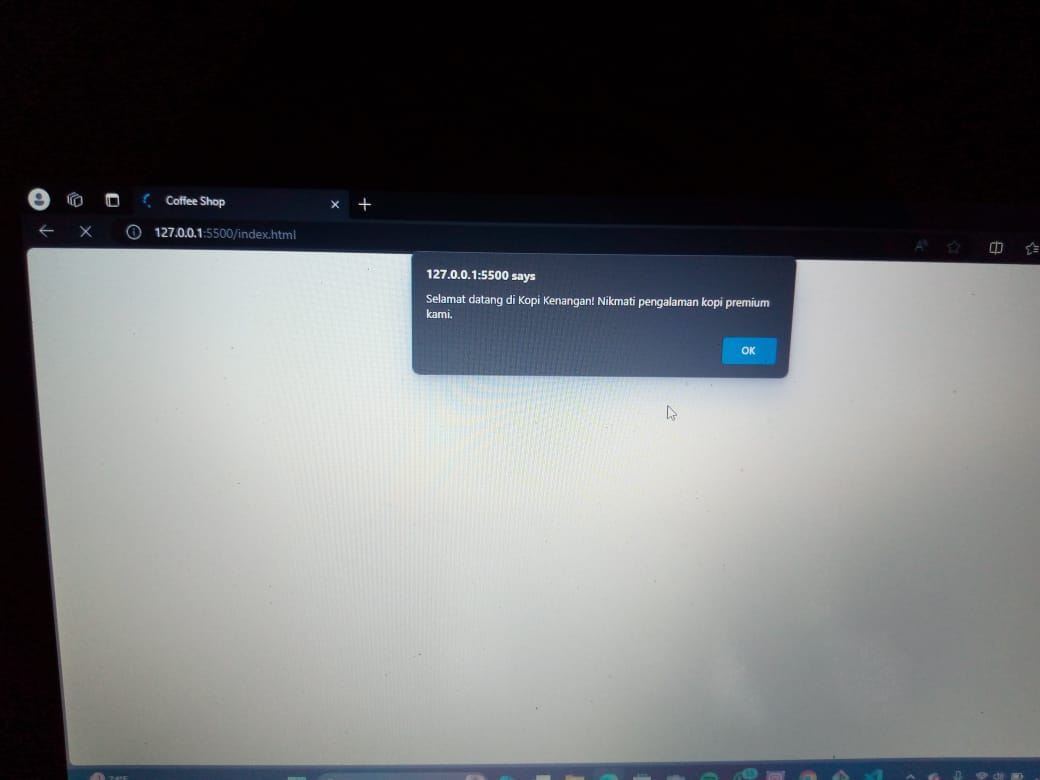 Coffee Shop
127.0.0.1:5500/index.html
127.0.0.1:5500 says
Selamat datang di Kopi Kenangan! Nikmati pengalaman kopi premium
kami.
OK